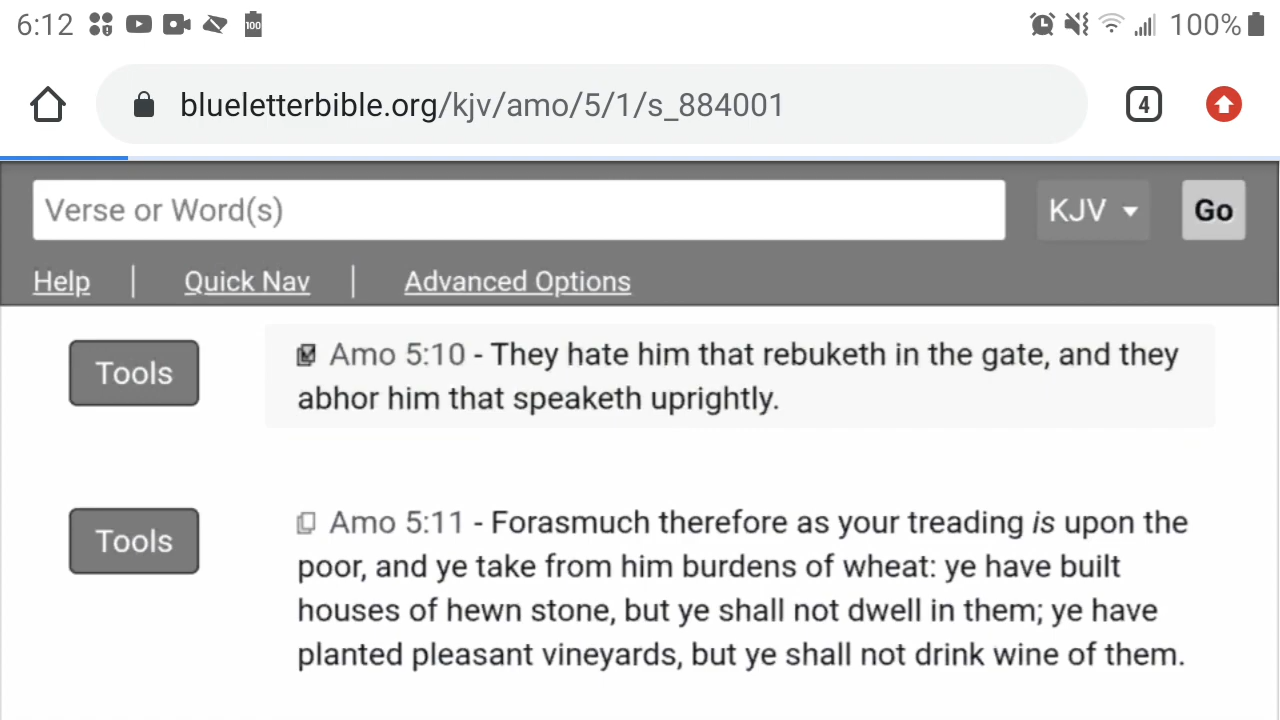 6:12 100 100%
blueletterbible.org/kjv/amo/5/1/s_884001 4
Verse or Word(s) KJV Go
Help | Quick Nav | Advanced Options
Tools Amo 5:10 - They hate him that rebuketh in the gate, and they
abhor him that speaketh uprightly.
Tools Amo 5:11 - Forasmuch therefore as your treading is upon the
poor, and ye take from him burdens of wheat: ye have built
houses of hewn stone, but ye shall not dwell in them; ye have
planted pleasant vineyards, but ye shall not drink wine of them.